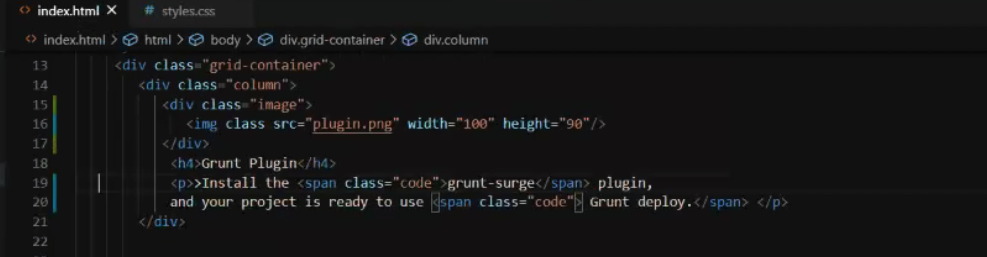 index.html X # styles.css
index.html > html > body > div.grid-container > div.column
13 <div class="grid-container">
14 <div class="column">
15 <div class="image">
16 <img class src="plugin.png" width="100" height="90"/>
17 </div>
18 <h4>Grunt Plugin</h4>
19 <p>>Install the <span class="code">grunt-surge</span> plugin,
20 and your project is ready to use <span class="code"> Grunt deploy.</span> </p>
21 </div>
22